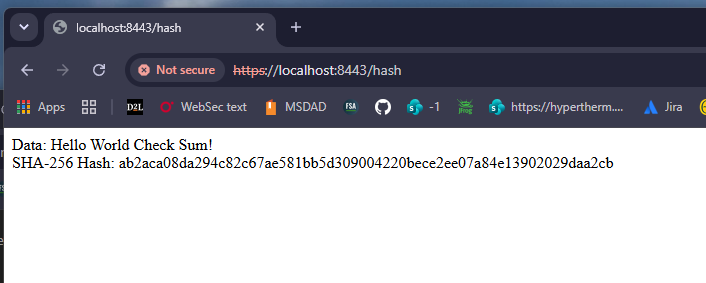 localhost:8443/hash
Not secure https://localhost:8443/hash
Apps D2L WebSec text MSDAD FSA -1 JFrog https://hypertherm.... Jira
Data: Hello World Check Sum!
SHA-256 Hash: ab2aca08da294c82c67ae581bb5d309004220bece2ee07a84e13902029daa2cb